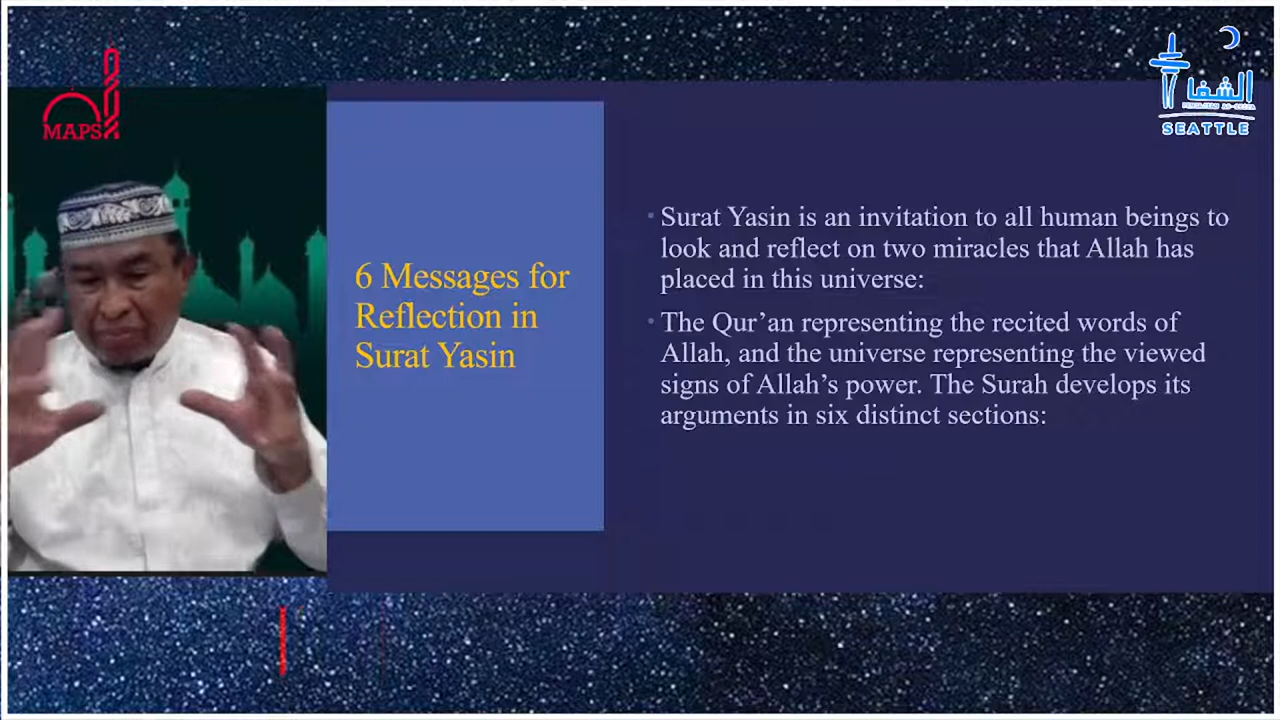 MAPS
الشفاء
SEATTLE
6 Messages for
Reflection in
Surat Yasin
Surat Yasin is an invitation to all human beings to
look and reflect on two miracles that Allah has
placed in this universe:
The Qur’an representing the recited words of
Allah, and the universe representing the viewed
signs of Allah’s power. The Surah develops its
arguments in six distinct sections: